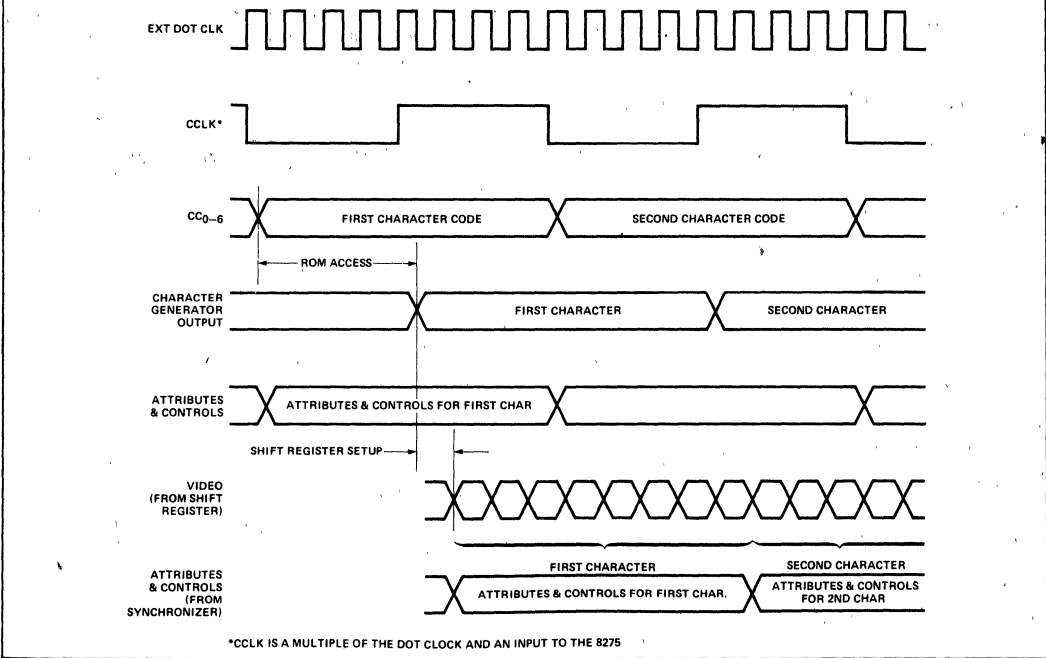 EXT DOT CLK
CCLK*
CC0–6
FIRST CHARACTER CODE
SECOND CHARACTER CODE
ROM ACCESS
CHARACTER
GENERATOR
OUTPUT
FIRST CHARACTER
SECOND CHARACTER
ATTRIBUTES
& CONTROLS
ATTRIBUTES & CONTROLS FOR FIRST CHAR
SHIFT REGISTER SETUP
VIDEO
(FROM SHIFT
REGISTER)
FIRST CHARACTER
SECOND CHARACTER
ATTRIBUTES
& CONTROLS
(FROM
SYNCHRONIZER)
ATTRIBUTES & CONTROLS FOR FIRST CHAR.
ATTRIBUTES & CONTROLS
FOR 2ND CHAR
*CCLK IS A MULTIPLE OF THE DOT CLOCK AND AN INPUT TO THE 8275